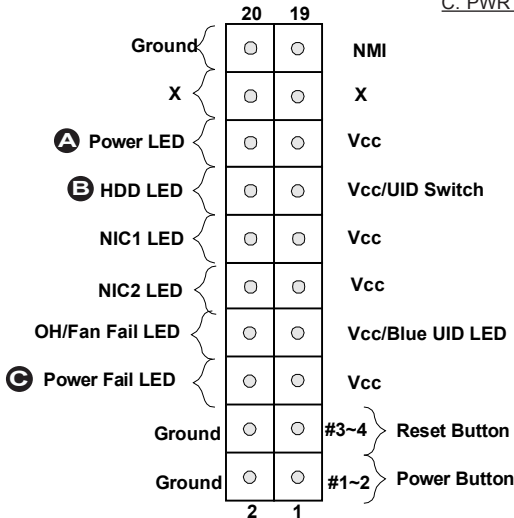 C. PWR
20 19
Ground NMI
X X
A Power LED Vcc
B HDD LED Vcc/UID Switch
NIC1 LED Vcc
NIC2 LED Vcc
OH/Fan Fail LED Vcc/Blue UID LED
C Power Fail LED Vcc
Ground #3~4 Reset Button
Ground #1~2 Power Button
2 1